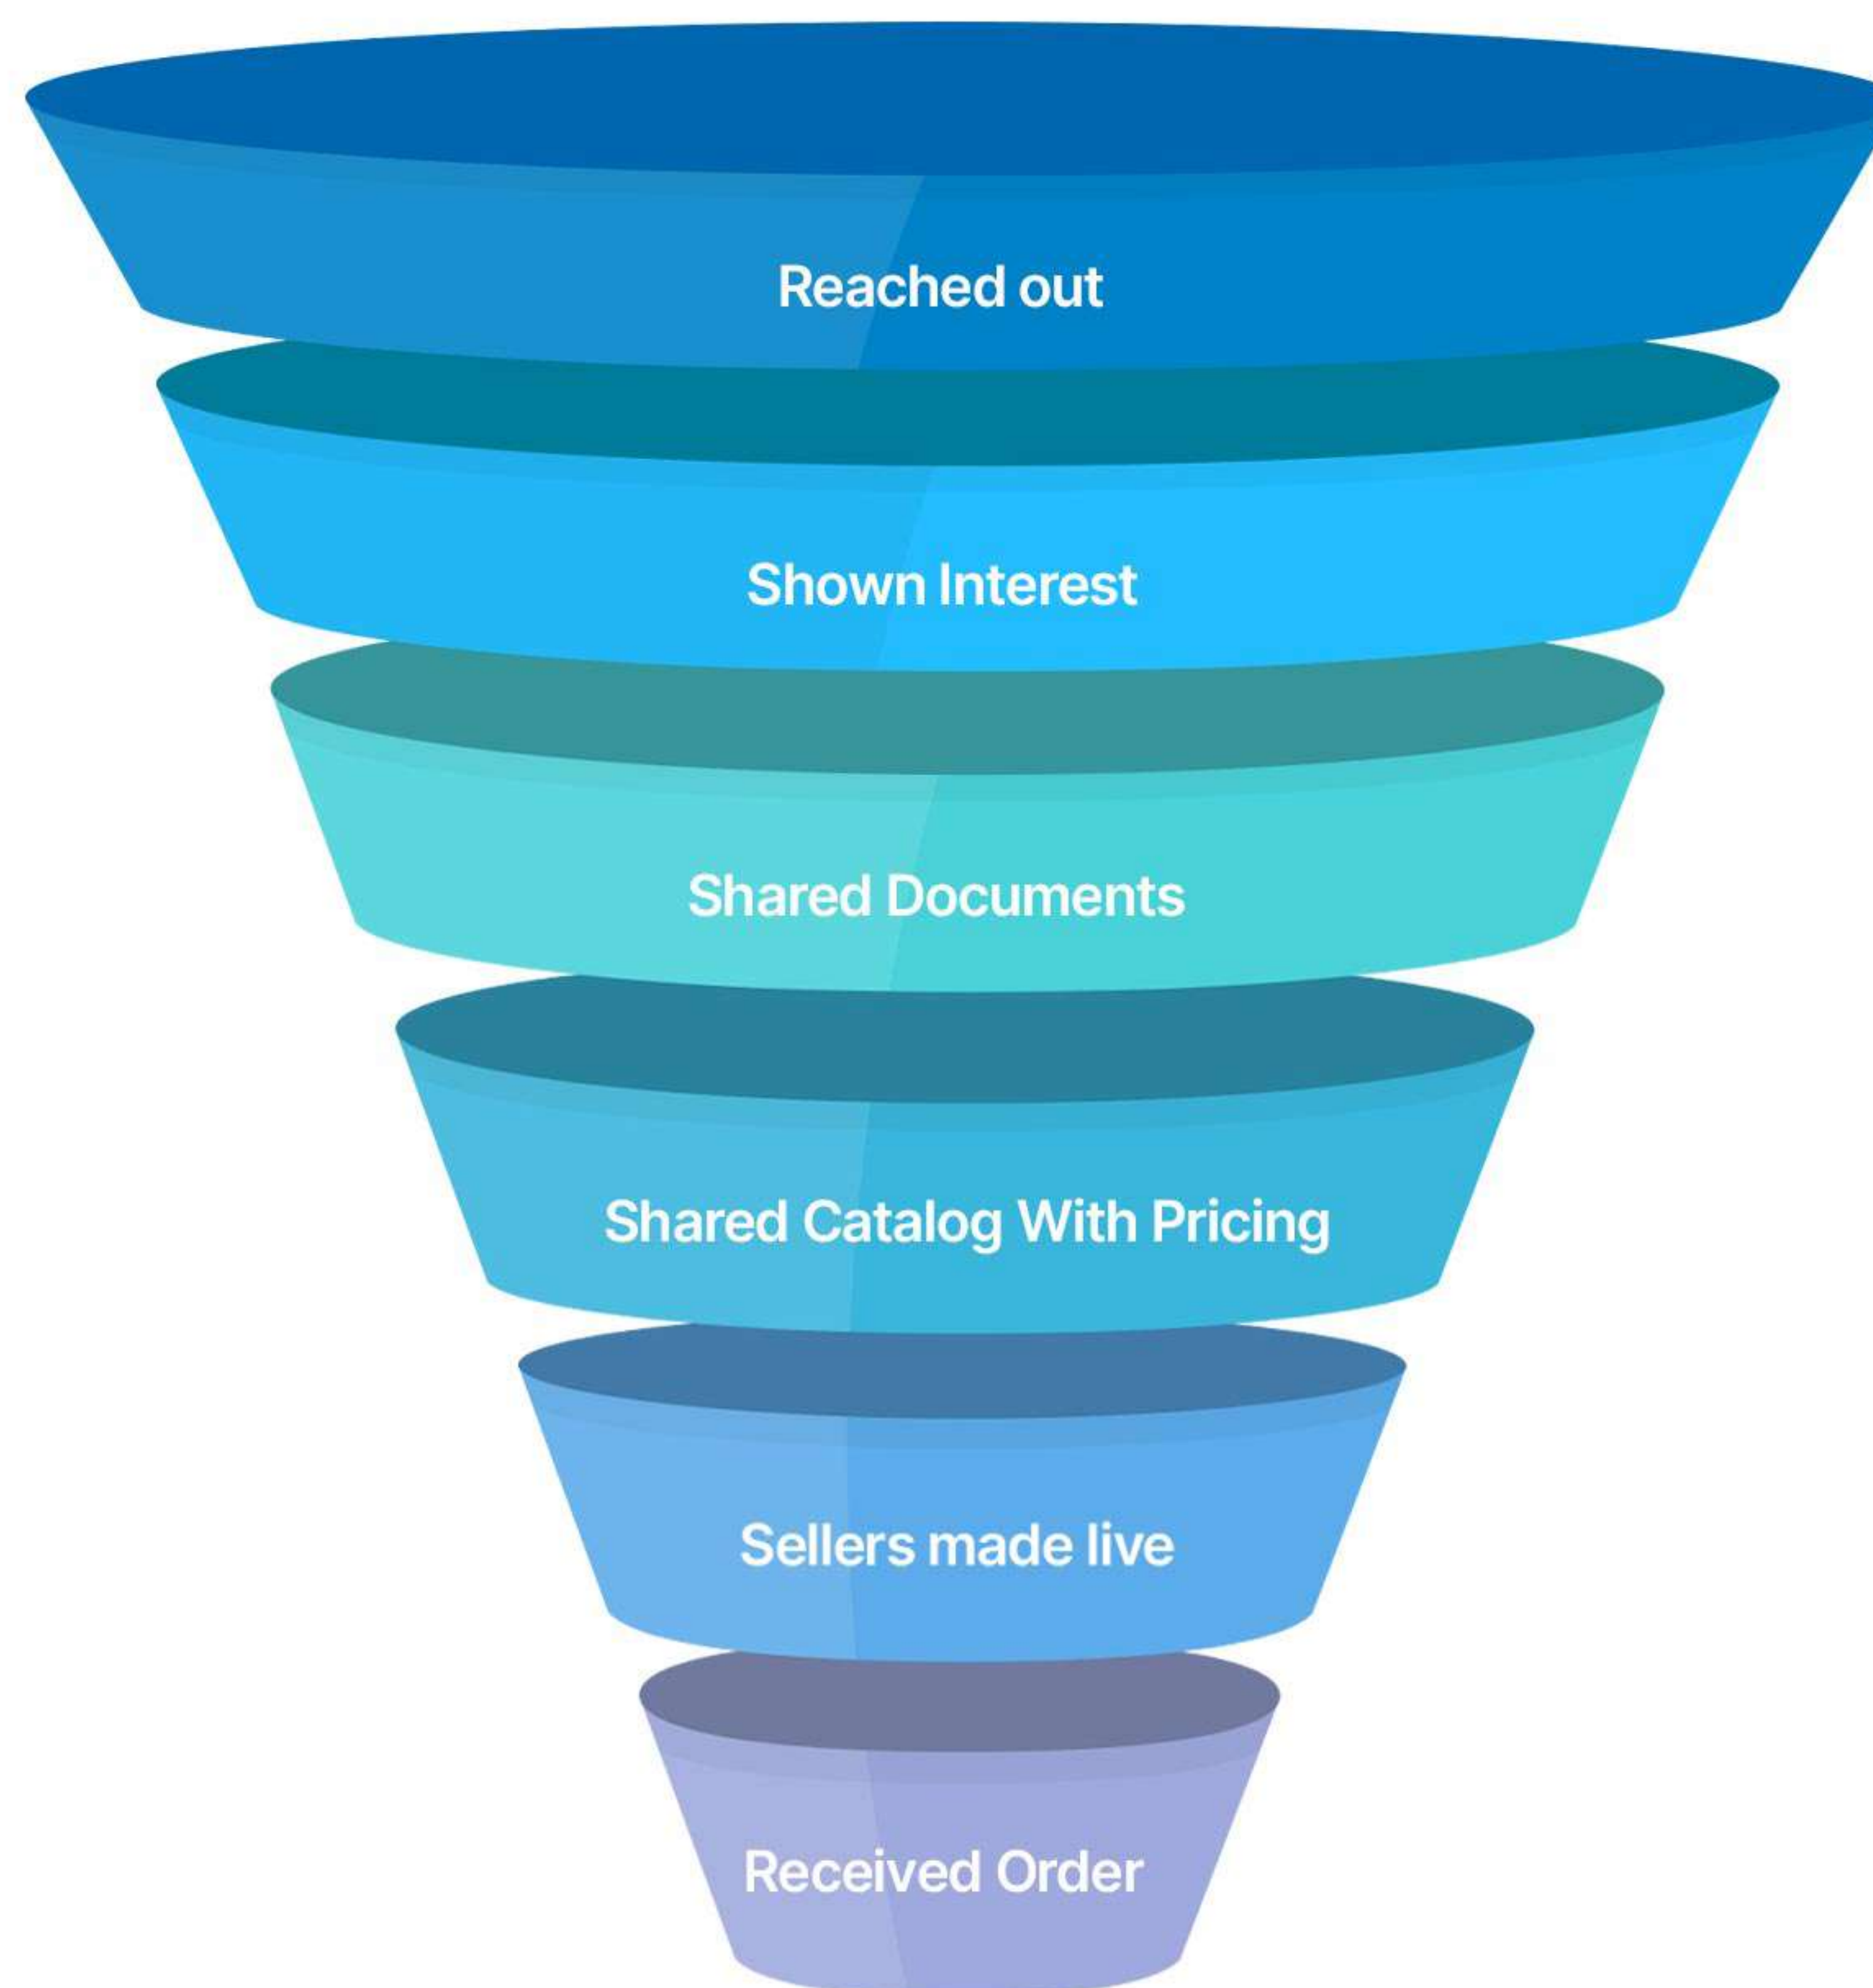 Reached out
Shown Interest
Shared Documents
Shared Catalog With Pricing
Sellers made live
Received Order